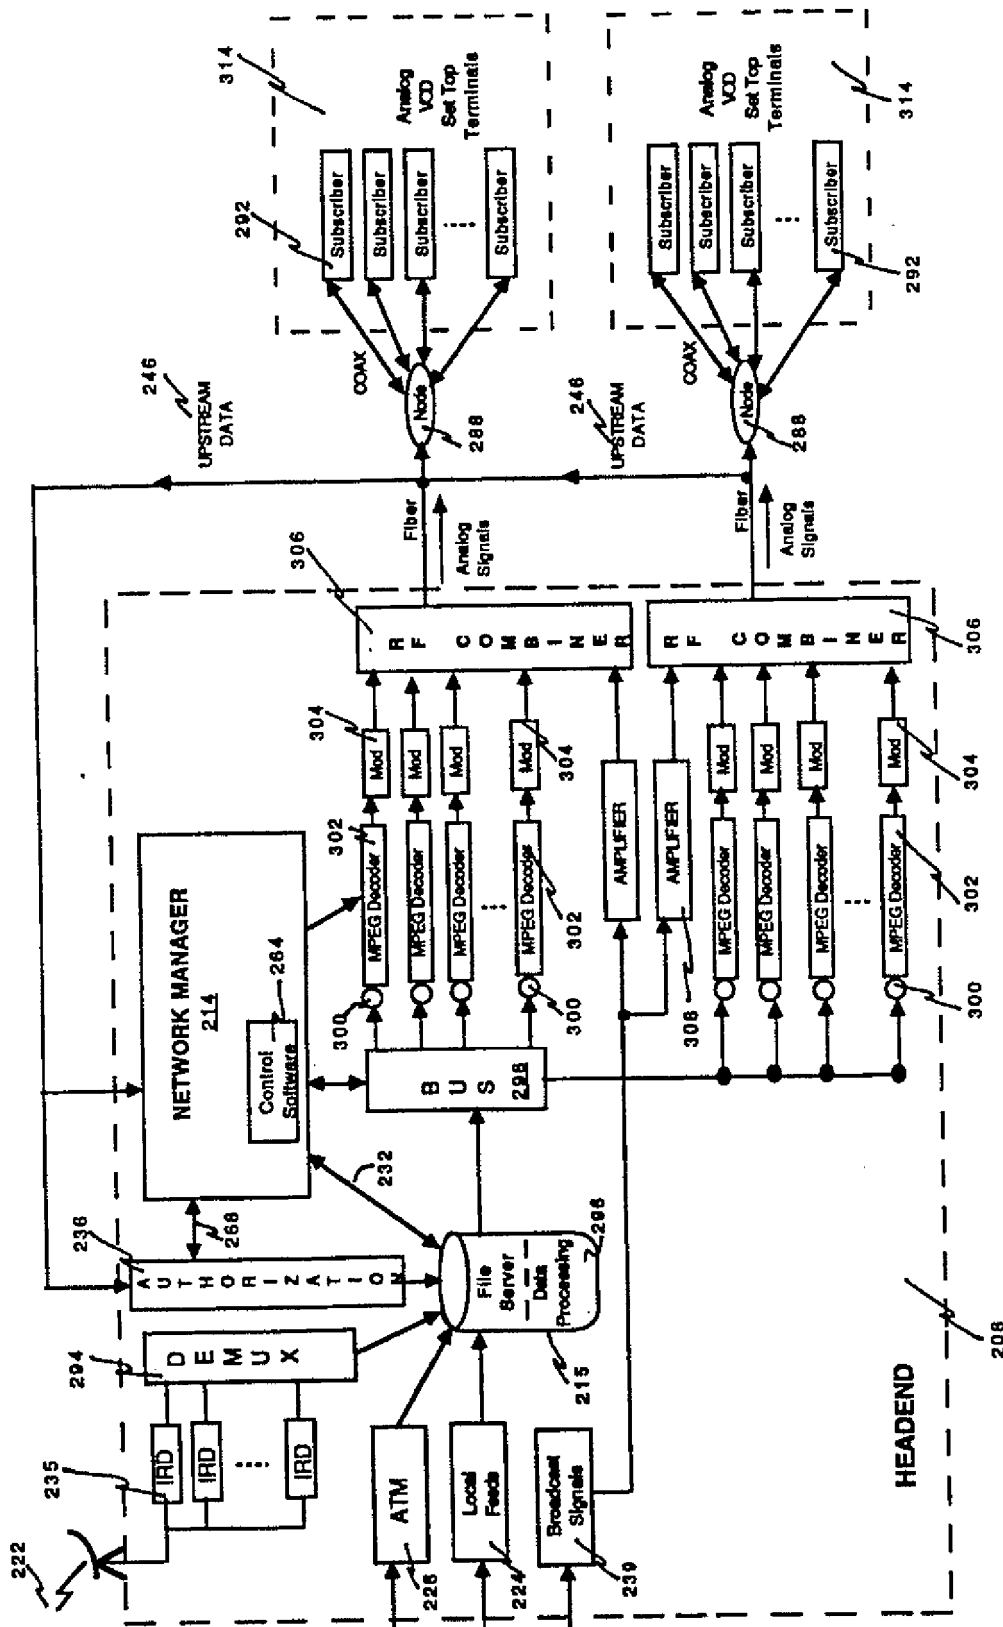 222
235
IRD
IRD
IRD
294
DEMUX
236
AUTHORIZATION
268
NETWORK MANAGER
214
264
Control
Software
232
ATM
226
Local
Feeds
224
Broadcast
Signals
239
File
Server
Data
Processing
296
215
BUS
298
300
300
302
MPEG Decoder
MPEG Decoder
MPEG Decoder
MPEG Decoder
302
304
Mod
Mod
Mod
Mod
304
AMPLIFIER
AMPLIFIER
308
MPEG Decoder
MPEG Decoder
MPEG Decoder
MPEG Decoder
302
300
Mod
Mod
Mod
Mod
304
306
RF COMBINER
RF COMBINER
306
HEADEND
208
Fiber
Analog
Signals
Fiber
Analog
Signals
246
UPSTREAM
DATA
246
UPSTREAM
DATA
Node
288
COAX
Node
288
COAX
292
Subscriber
Subscriber
Subscriber
Subscriber
Analog
VCD
Set Top
Terminals
314
Subscriber
Subscriber
Subscriber
Subscriber
292
Analog
VCD
Set Top
Terminals
314